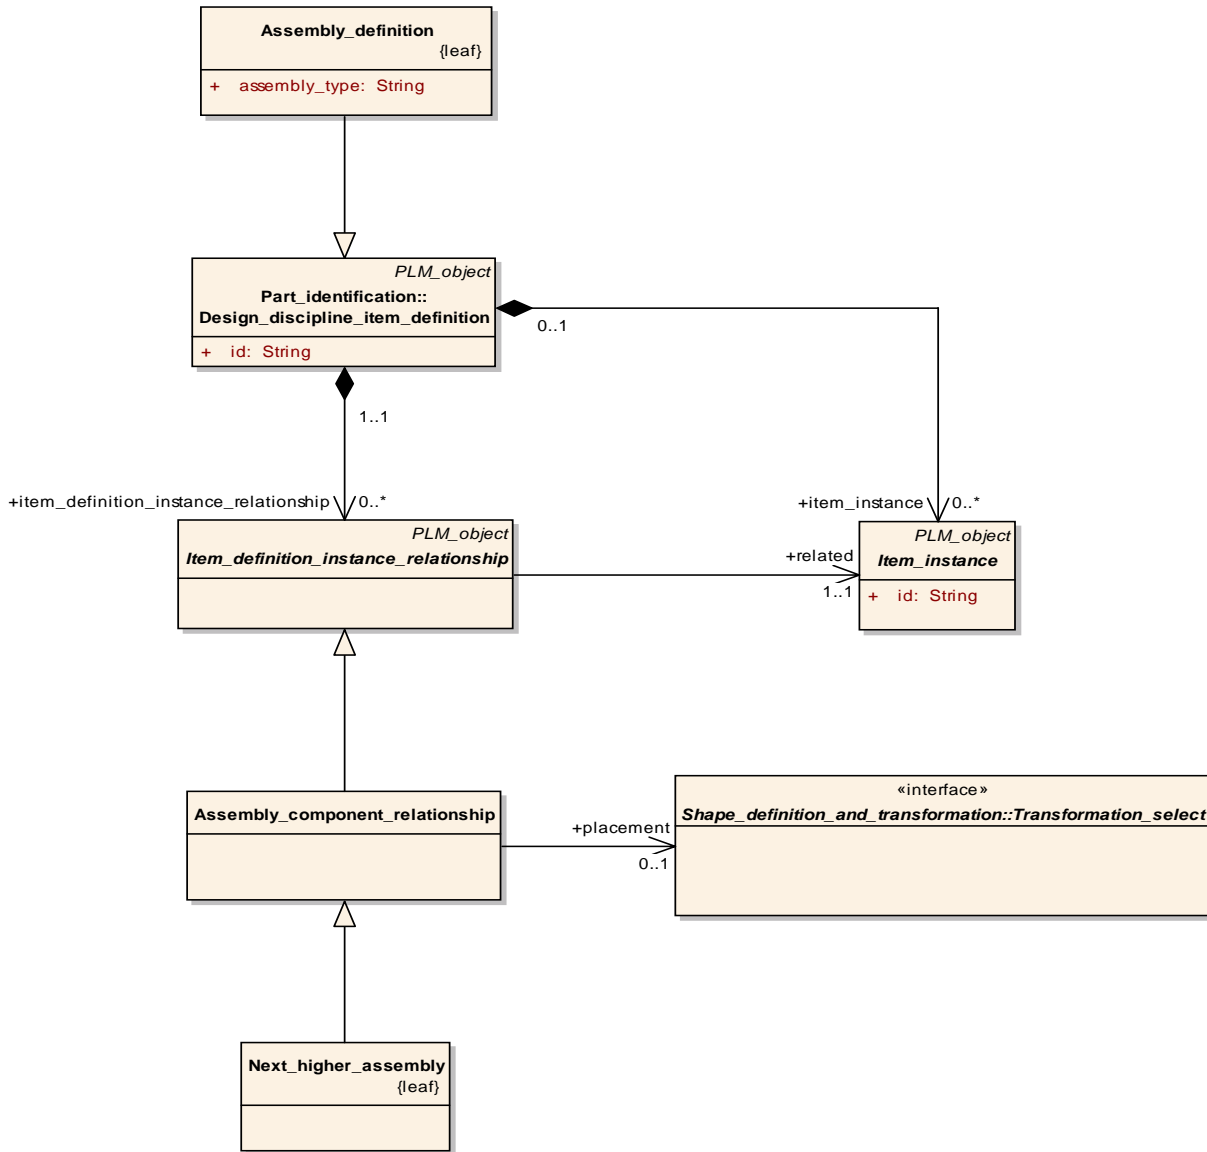 Assembly_definition
{leaf}
+ assembly_type: String
PLM_object
Part_identification::
Design_discipline_item_definition
+ id: String
0..1
1..1
+item_definition_instance_relationship
0..*
+item_instance
0..*
PLM_object
Item_definition_instance_relationship
+related
1..1
PLM_object
Item_instance
+ id: String
Assembly_component_relationship
+placement
0..1
«interface»
Shape_definition_and_transformation::Transformation_select
Next_higher_assembly
{leaf}